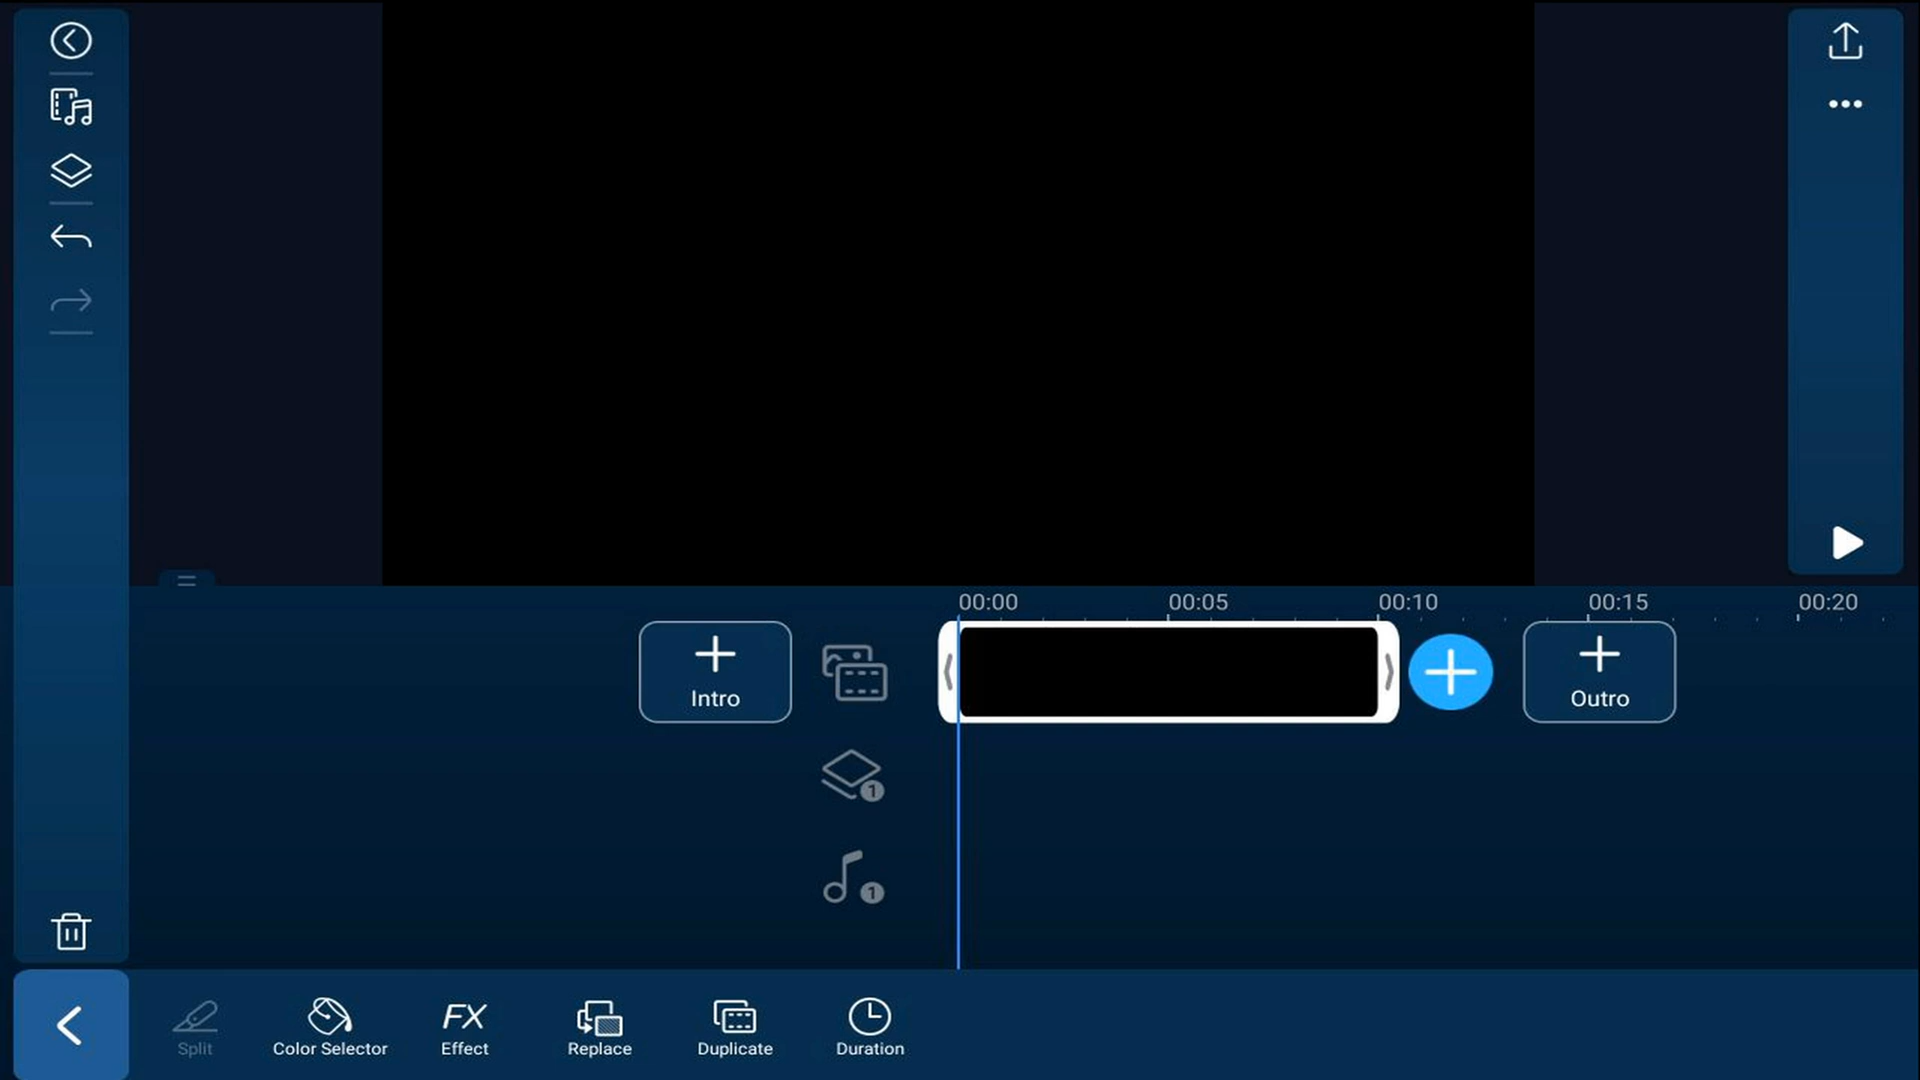 00:00 00:05 00:10 00:15 00:20
Intro
Outro
1
1
Split Color Selector FX Effect Replace Duplicate Duration